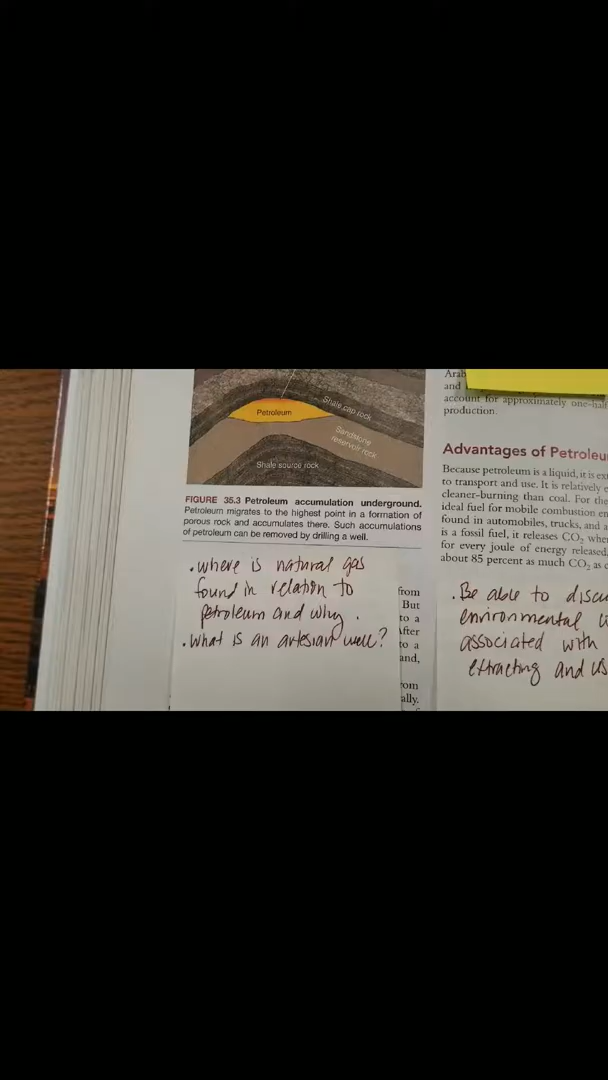 Petroleum
Shale cap rock
Sandstone
reservoir rock
Shale source rock
FIGURE 35.3 Petroleum accumulation underground.
Petroleum migrates to the highest point in a formation of
porous rock and accumulates there. Such accumulations
of petroleum can be removed by drilling a well.
. where is natural gas
found in relation to
petroleum and why.
. What is an artesian well?
from
But
to a
After
to a
and,
rom
ally.
Arab
and
account for approximately one-half
production.
Advantages of Petroleu
Because petroleum is a liquid, it is ex
to transport and use. It is relatively
cleaner-burning than coal. For the
ideal fuel for mobile combustion en
found in automobiles, trucks, and a
is a fossil fuel, it releases CO2 whe
for every joule of energy released,
about 85 percent as much CO2 as
. Be able to discu
environmental
associated with
extracting and us